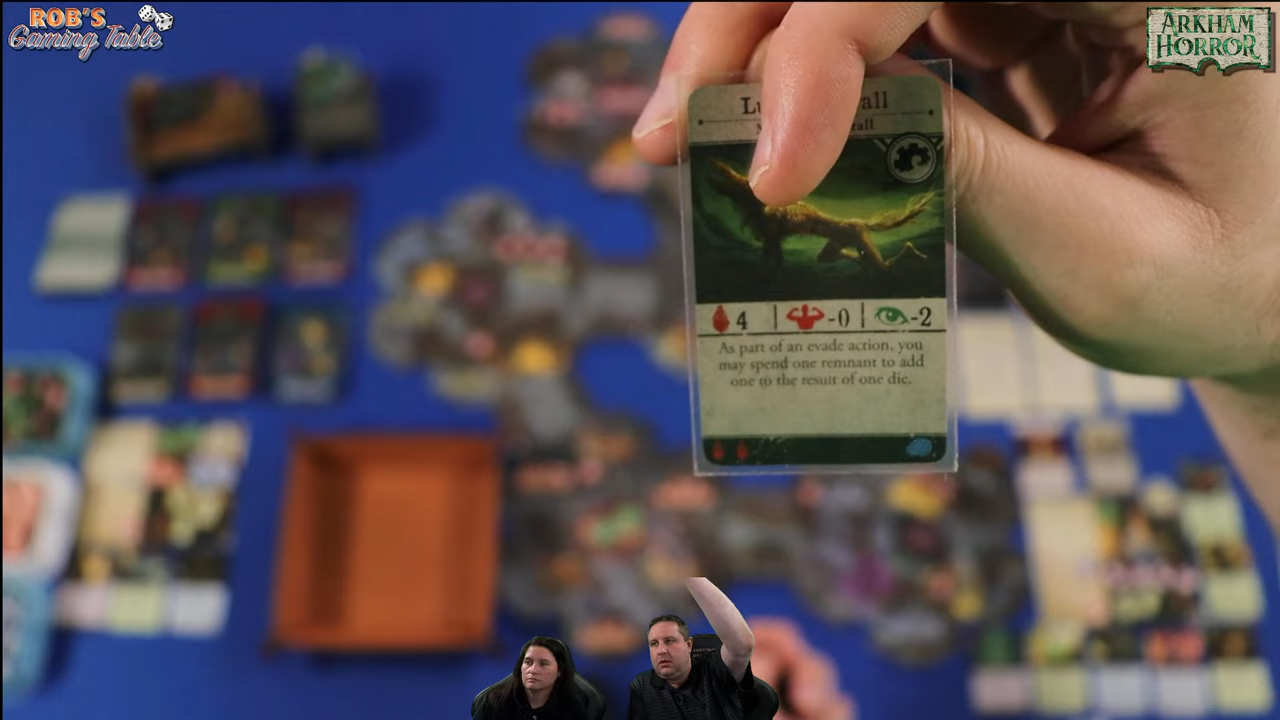 ROB'S
Gaming Table
ARKHAM
HORROR
4
-0
-2
As part of an evade action, you
may spend one remnant to add
one to the result of one die.